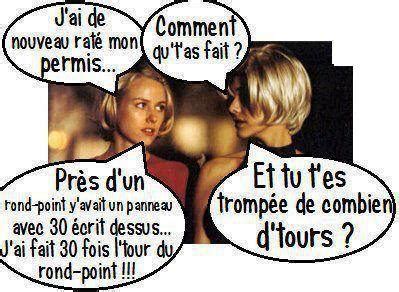 J'ai de
nouveau raté mon
permis...
Comment
qu't'as fait ?
Près d'un
rond-point y'avait un panneau
avec 30 écrit dessus...
J'ai fait 30 fois l'tour du
rond-point !!!
Et tu t'es
trompée de combien
d'tours ?